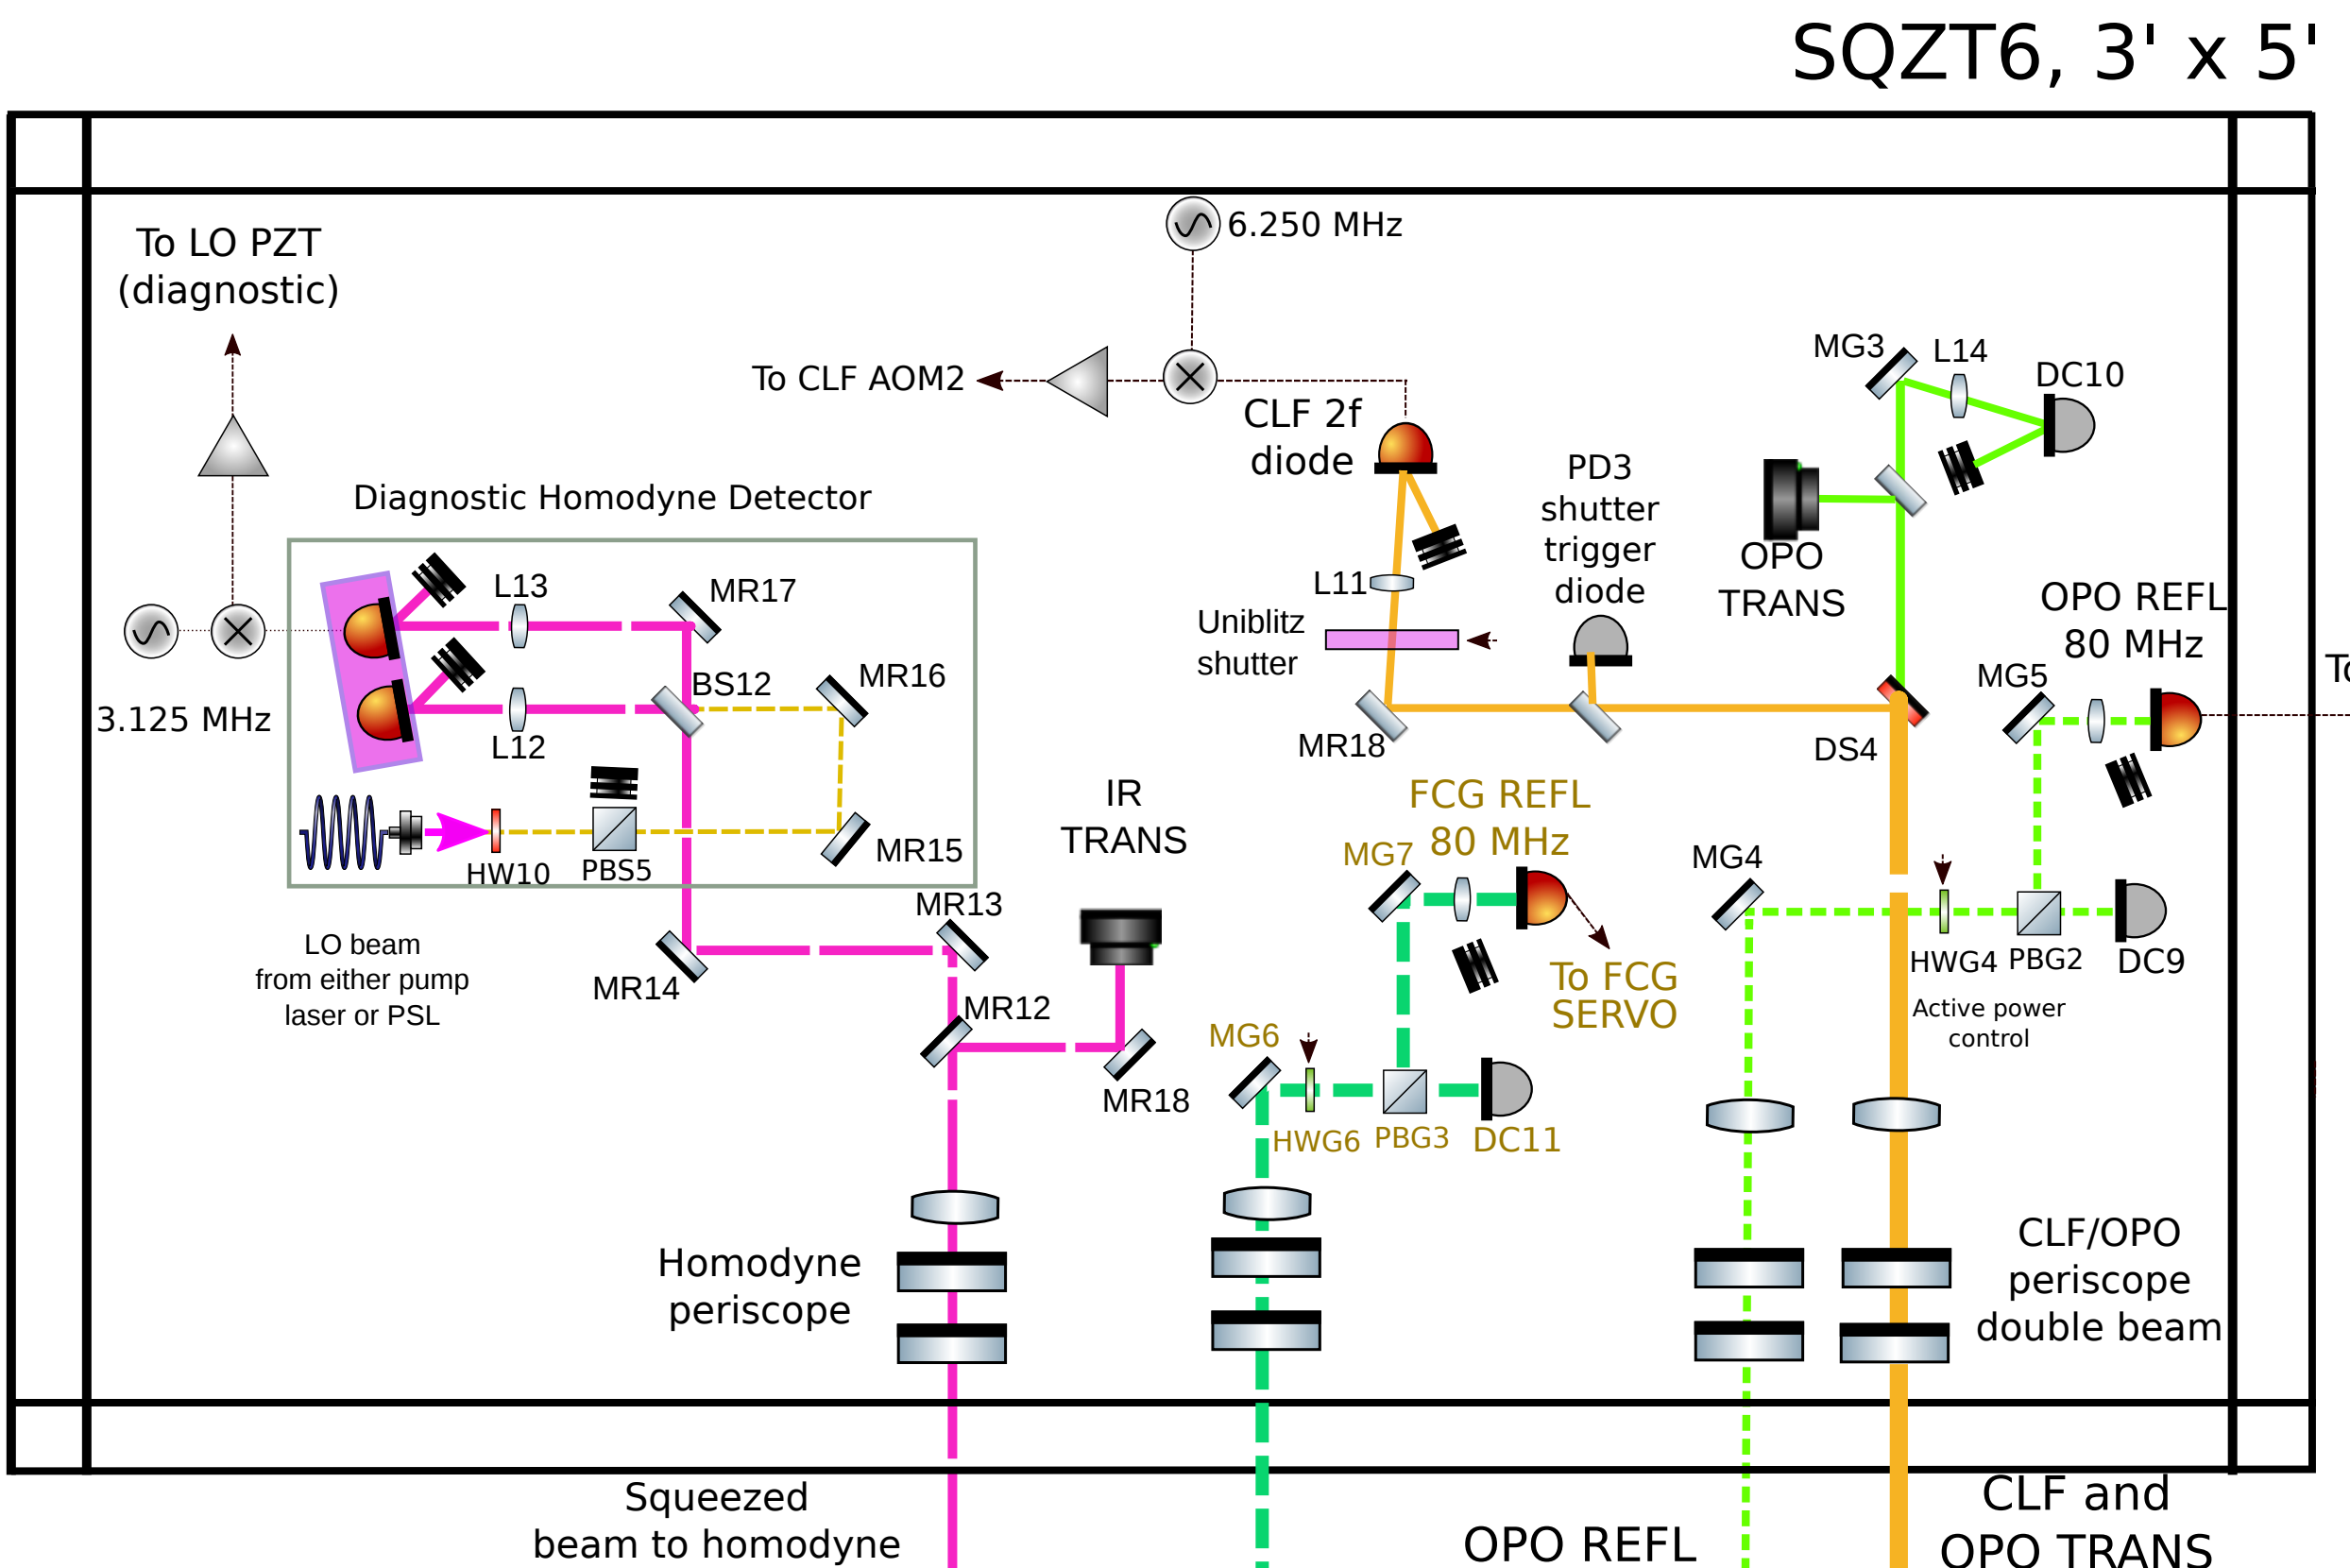 SQZT6, 3' x 5'
To LO PZT
(diagnostic)
6.250 MHz
To CLF AOM2
CLF 2f
diode
MG3
L14
DC10
PD3
shutter
trigger
diode
OPO
TRANS
Diagnostic Homodyne Detector
L13
MR17
L11
Uniblitz
shutter
OPO REFL
80 MHz
BS12
MR16
MG5
3.125 MHz
L12
MR18
DS4
HW10
PBS5
MR15
IR
TRANS
FCG REFL
80 MHz
MG7
MG4
MR13
LO beam
from either pump
laser or PSL
MR14
MR12
To FCG
SERVO
HWG4
PBG2
DC9
Active power
control
MG6
MR18
HWG6
PBG3
DC11
Homodyne
periscope
CLF/OPO
periscope
double beam
Squeezed
beam to homodyne
OPO REFL
CLF and
OPO TRANS